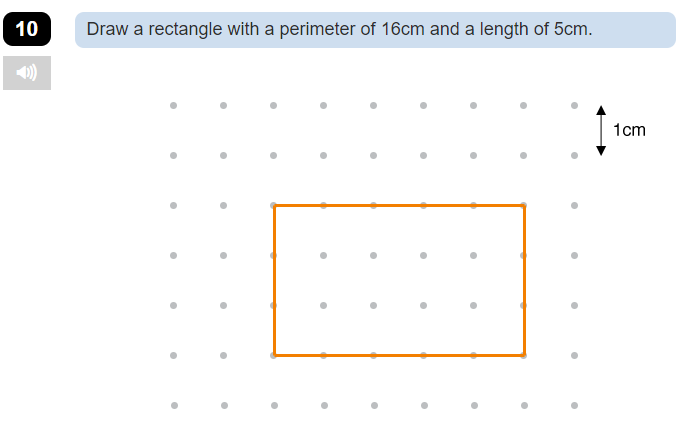 10
Draw a rectangle with a perimeter of 16cm and a length of 5cm.
1cm